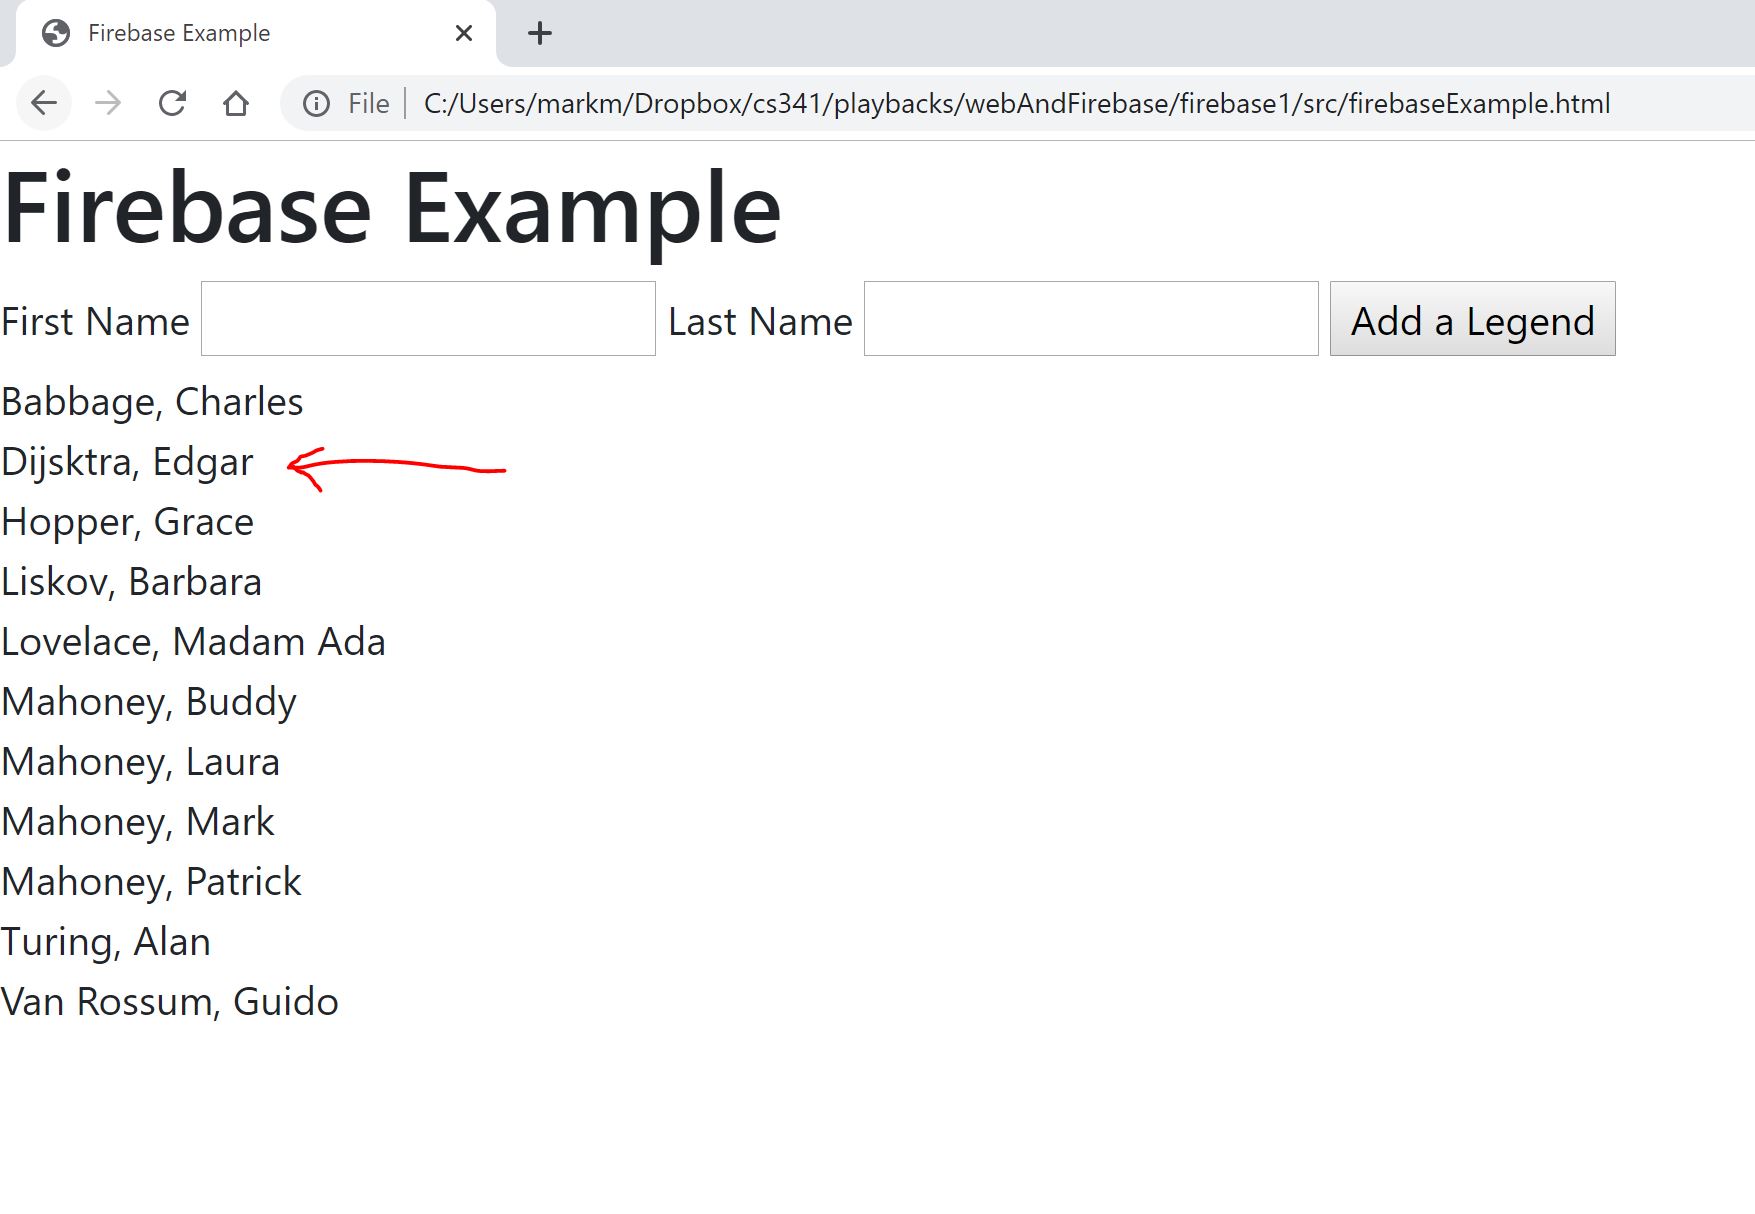 Firebase Example
File C:/Users/markm/Dropbox/cs341/playbacks/webAndFirebase/firebase1/src/firebaseExample.html
Firebase Example
First Name Last Name Add a Legend
Babbage, Charles
Dijsktra, Edgar
Hopper, Grace
Liskov, Barbara
Lovelace, Madam Ada
Mahoney, Buddy
Mahoney, Laura
Mahoney, Mark
Mahoney, Patrick
Turing, Alan
Van Rossum, Guido